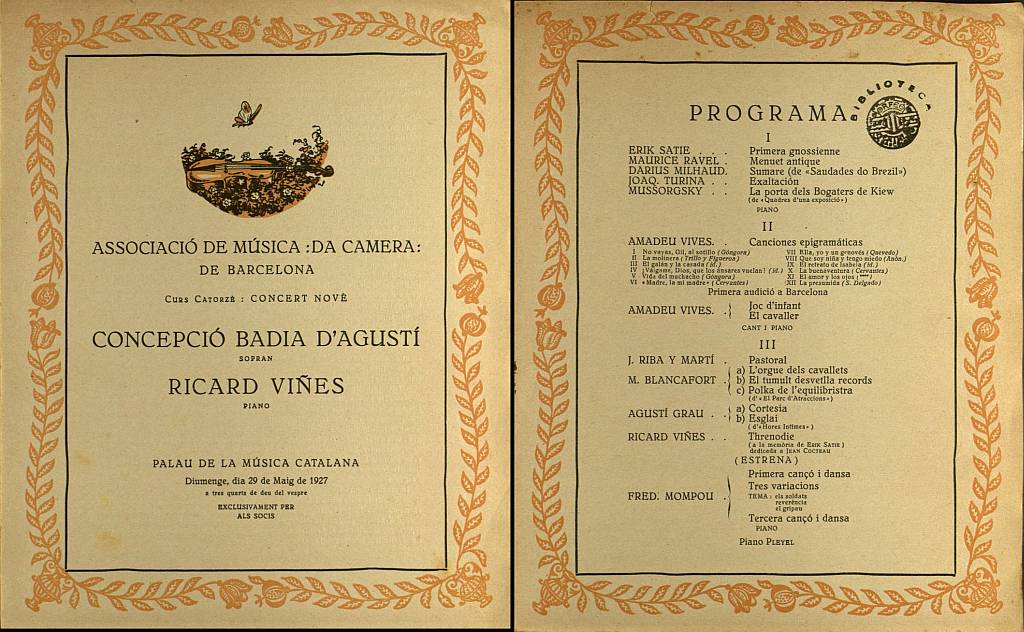 ASSOCIACIÓ DE MÚSICA :DA CAMERA:
DE BARCELONA
Curs Catorzè : CONCERT NOVÈ
CONCEPCIÓ BADIA D'AGUSTÍ
SOPRAN
RICARD VIÑES
PIANO
PALAU DE LA MÚSICA CATALANA
Diumenge, dia 29 de Maig de 1927
a tres quarts de deu del vespre
EXCLUSIVAMENT PER
ALS SOCIS
PROGRAMA
BIBLIOTECA
I
ERIK SATIE . . . Primera gnossienne
MAURICE RAVEL . Menuet antique
DARIUS MILHAUD. Sumare (de «Saudades do Brezil»)
JOAQ. TURINA . . Exaltación
MUSSORGSKY . . La porta dels Bogaters de Kiew
(de «Quadres d'una exposició»)
PIANO
II
AMADEU VIVES. . Canciones epigramáticas
I No vayas, Gil, al sotillo (Góngora)
II La molinera (Trillo y Figueroa)
III El galán y la casada (id.)
IV ¡Válgame, Dios, que los ánsares vuelan! (id.)
V Vida del muchacho (Góngora)
VI «Madre, la mi madre» (Cervantes)
VII Ella, yo y un genovés (Quevedo)
VIII Que soy niña y tengo miedo (Anón.)
IX El retrato de Isabela (id.)
X La buenaventura (Cervantes)
XI El amor y los ojos (****)
XII La presumida (S. Delgado)
Primera audició a Barcelona
AMADEU VIVES. . Joc d'infant
El cavaller
CANT I PIANO
III
J. RIBA Y MARTÍ . Pastoral
M. BLANCAFORT . a) L'orgue dels cavallets
b) El tumult desvetlla records
c) Polka de l'equilibrista
(d'«El Parc d'Atraccions»)
AGUSTÍ GRAU . . a) Cortesia
b) Esglai
(d'«Hores Intimes»)
RICARD VIÑES . . Threnodie
(a la memòria de ERIK SATIE)
dedicada a JEAN COCTEAU
(ESTRENA)
FRED. MOMPOU . Primera cançó i dansa
Tres variacions
TEMA : els soldats
reverència
el gripau
Tercera cançó i dansa
PIANO
Piano PLEYEL